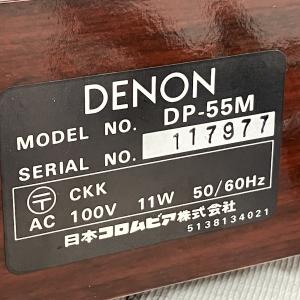 DENON
MODEL NO. DP-55M
SERIAL NO. 117977
〒 CKK
AC 100V 11W 50/60Hz
日本コロムビア株式会社
5138134021